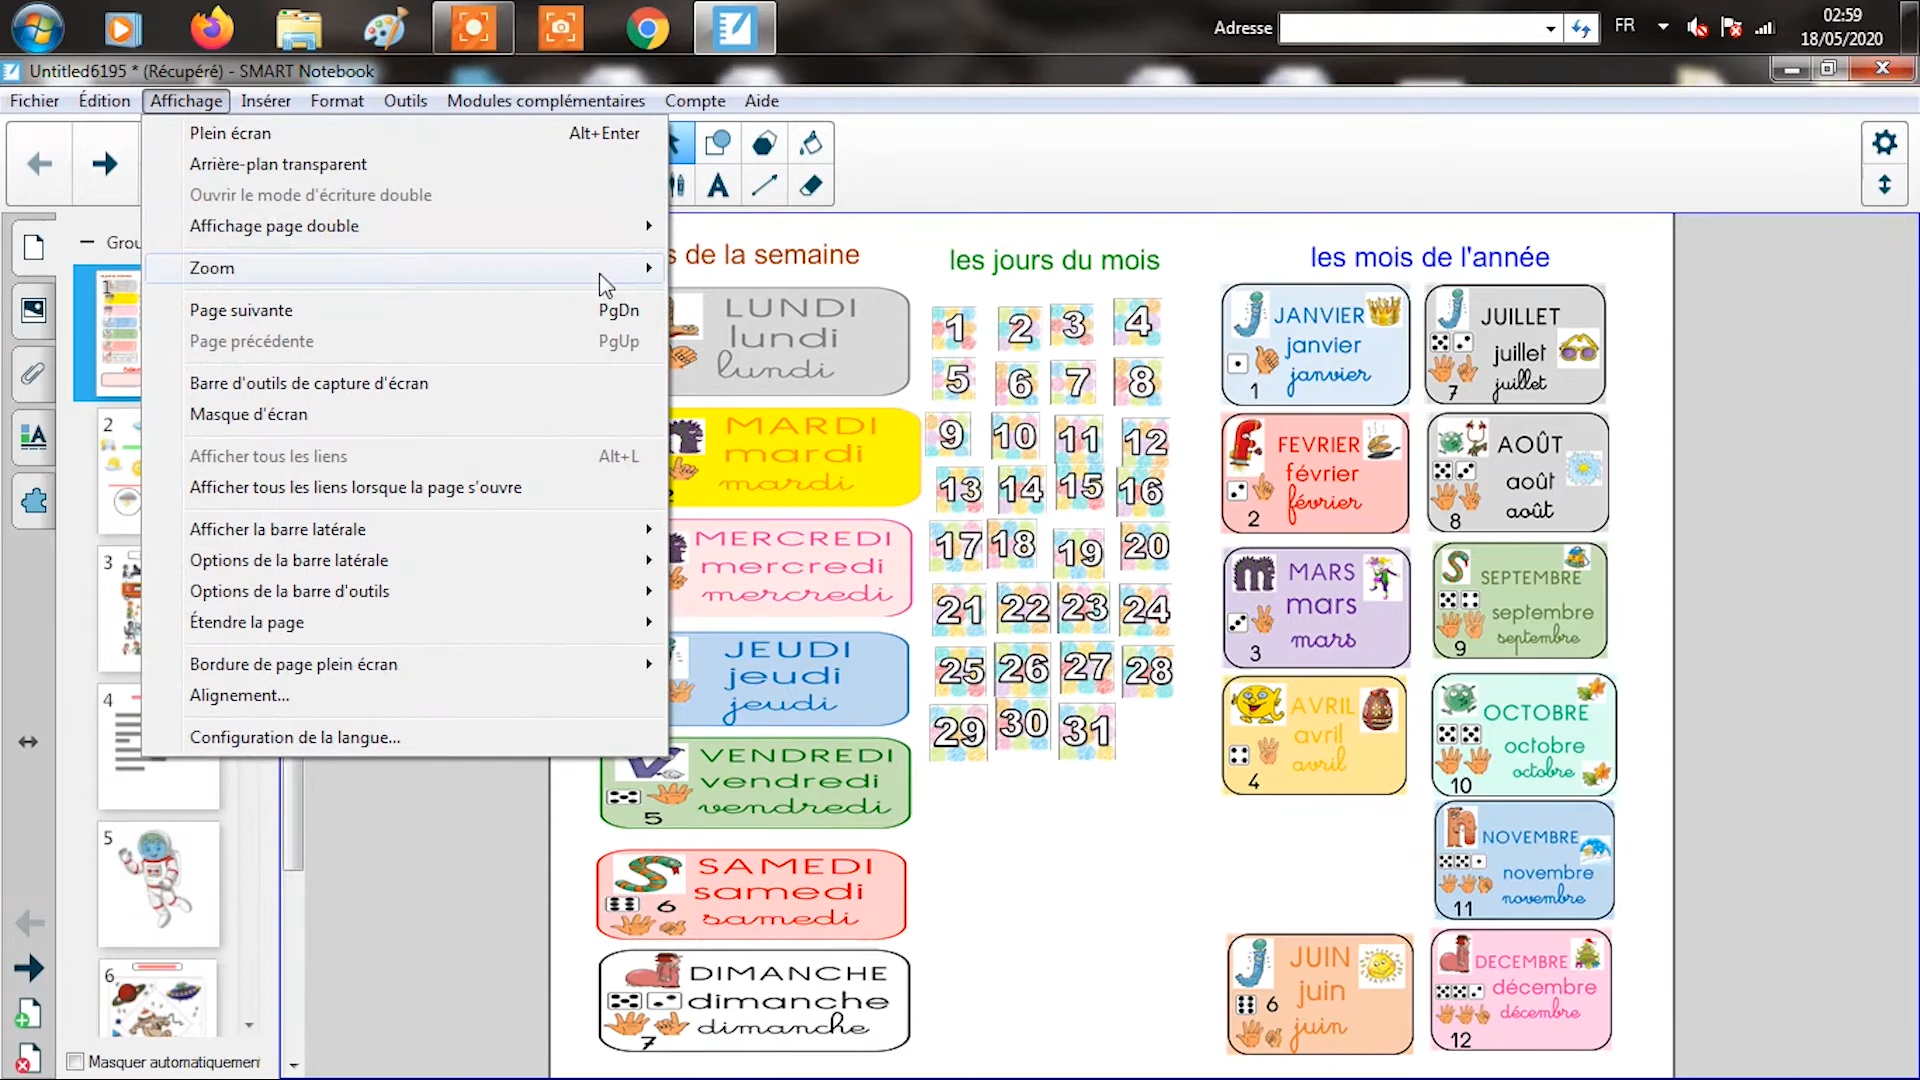 Adresse
FR
02:59
18/05/2020
Untitled6195 * (Récupéré) - SMART Notebook
Fichier Édition Affichage Insérer Format Outils Modules complémentaires Compte Aide
Plein écran Alt+Enter
Arrière-plan transparent
Ouvrir le mode d'écriture double
Affichage page double
Zoom
Page suivante PgDn
Page précédente PgUp
Barre d'outils de capture d'écran
Masque d'écran
Afficher tous les liens Alt+L
Afficher tous les liens lorsque la page s'ouvre
Afficher la barre latérale
Options de la barre latérale
Options de la barre d'outils
Étendre la page
Bordure de page plein écran
Alignement...
Configuration de la langue...
Grou
1
2
3
4
5
6
Masquer automatiquement
s de la semaine
LUNDI
lundi
lundi
MARDI
mardi
mardi
MERCREDI
mercredi
mercredi
JEUDI
jeudi
jeudi
VENDREDI
vendredi
vendredi
5
SAMEDI
samedi
6
samedi
DIMANCHE
dimanche
dimanche
7
les jours du mois
1 2 3 4
5 6 7 8
9 10 11 12
13 14 15 16
17 18 19 20
21 22 23 24
25 26 27 28
29 30 31
les mois de l'année
JANVIER
janvier
janvier
1
FEVRIER
février
février
2
MARS
mars
mars
3
AVRIL
avril
avril
4
JUIN
juin
6
juin
JUILLET
juillet
juillet
7
AOÛT
août
août
8
SEPTEMBRE
septembre
septembre
9
OCTOBRE
octobre
octobre
10
NOVEMBRE
novembre
novembre
11
DECEMBRE
décembre
décembre
12